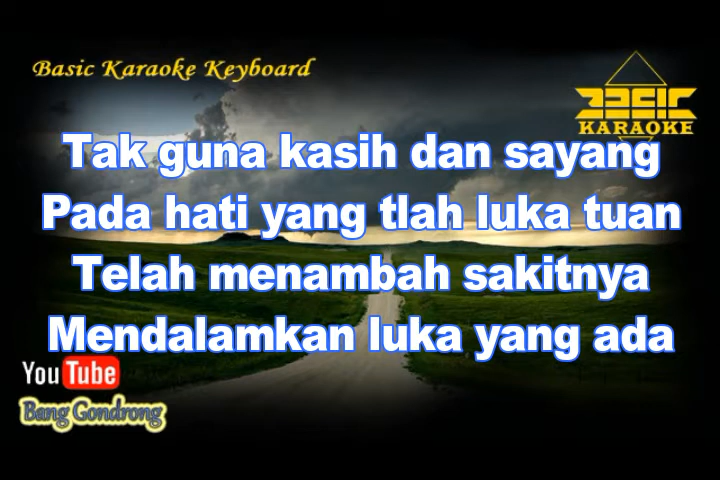 Basic Karaoke Keyboard
BASIC
KARAOKE
Tak guna kasih dan sayang
Pada hati yang tlah luka tuan
Telah menambah sakitnya
Mendalamkan luka yang ada
You Tube
Bang Gondrong